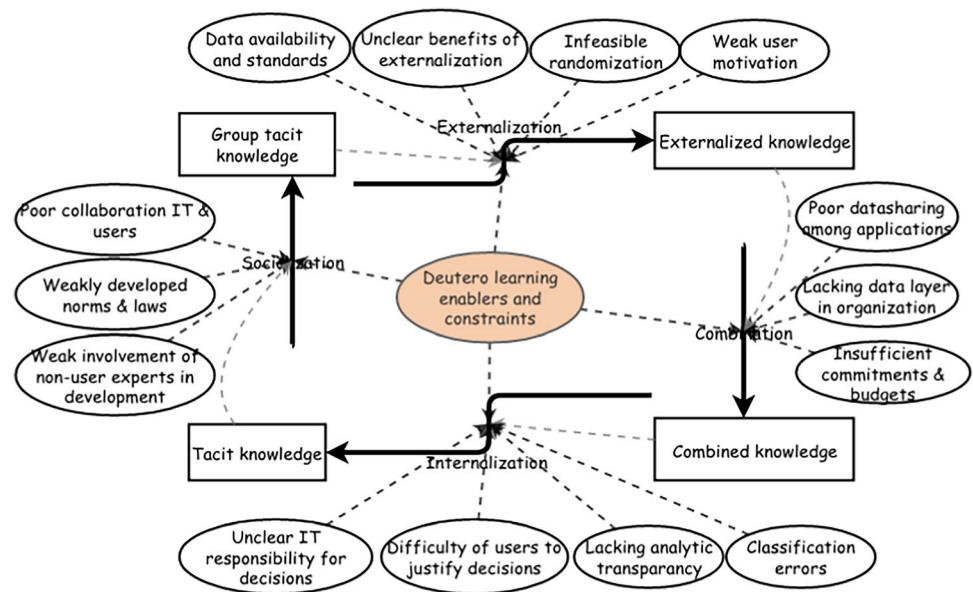 Data availability
and standards
Unclear benefits of
externalization
Infeasible
randomization
Weak user
motivation
Externalization
Group tacit
knowledge
Externalized knowledge
Poor collaboration IT &
users
Poor datasharing
among applications
Socialization
Weakly developed
norms & laws
Deutero learning
enablers and
constraints
Lacking data layer
in organization
Combination
Weak involvement of
non-user experts in
development
Insufficient
commitments &
budgets
Tacit knowledge
Internalization
Combined knowledge
Unclear IT
responsibility for
decisions
Difficulty of users to
justify decisions
Lacking analytic
transparancy
Classification
errors